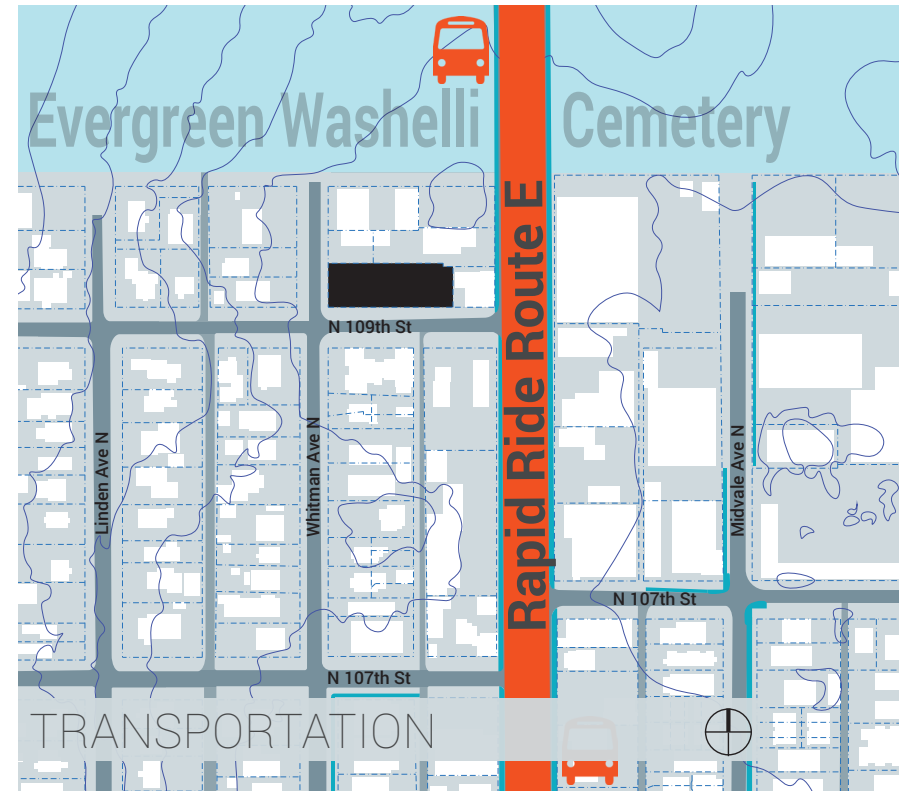 Evergreen Washelli Cemetery
Rapid Ride Route E
N 109th St
Linden Ave N
Whitman Ave N
Midvale Ave N
N 107th St
N 107th St
TRANSPORTATION